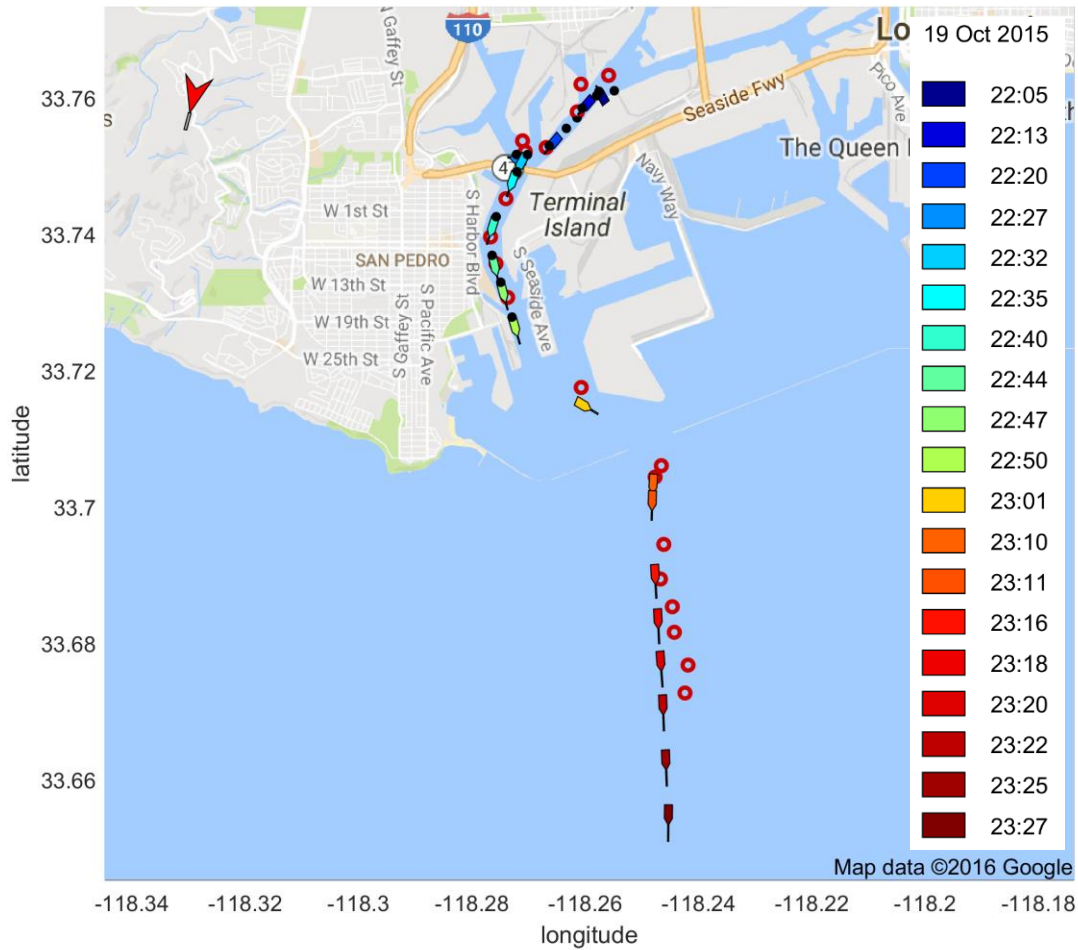 19 Oct 2015
22:05
22:13
22:20
22:27
22:32
22:35
22:40
22:44
22:47
22:50
23:01
23:10
23:11
23:16
23:18
23:20
23:22
23:25
23:27
110
N Gaffey St
Lo
Pico Ave
Seaside Fwy
The Queen
4
Navy Way
W 1st St
S Harbor Blvd
Terminal
Island
SAN PEDRO
W 13th St
S Seaside Ave
W 19th St
S Gaffey St
S Pacific Ave
W 25th St
s
33.76
33.74
33.72
33.7
33.68
33.66
latitude
Map data ©2016 Google
-118.34
-118.32
-118.3
-118.28
-118.26
-118.24
-118.22
-118.2
-118.18
longitude